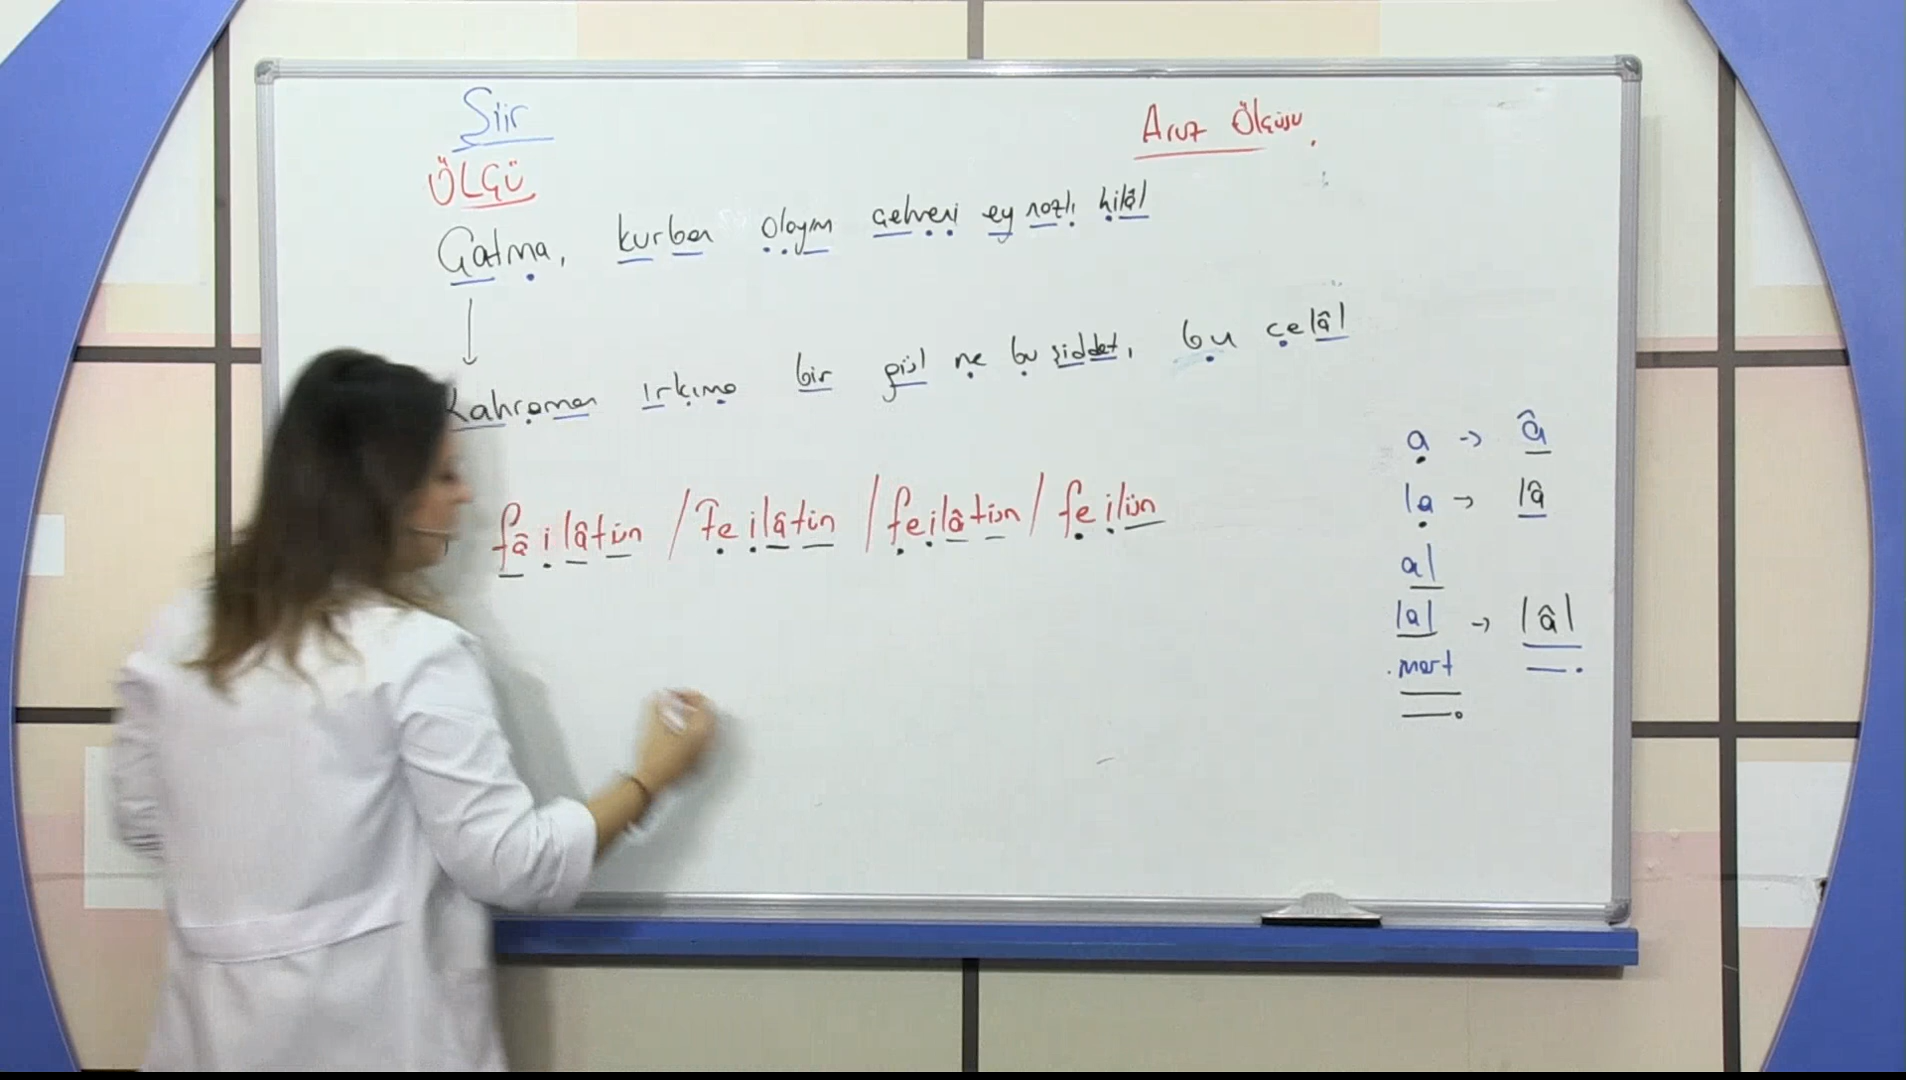 Şiir
Aruz Ölçüsü
ÖLÇÜ
Çatma, kurban olayım çehreni ey nazlı hilâl
Kahraman ırkıma bir gül ne bu şiddet, bu celâl
fâilâtün / feilâtün / feilâtün / feilün
a → â
la → lâ
al
lal → lâl
mert